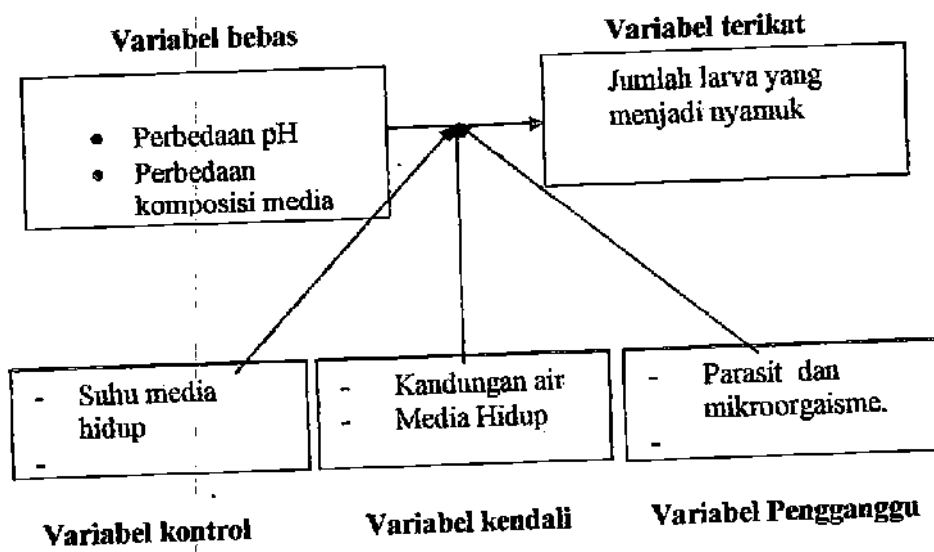 Variabel bebas
Variabel terikat
• Perbedaan pH
• Perbedaan
komposisi media
Jumlah larva yang
menjadi nyamuk
- Suhu media
hidup
-
- Kandungan air
- Media Hidup
- Parasit dan
mikroorgaisme.
-
Variabel kontrol
Variabel kendali
Variabel Pengganggu